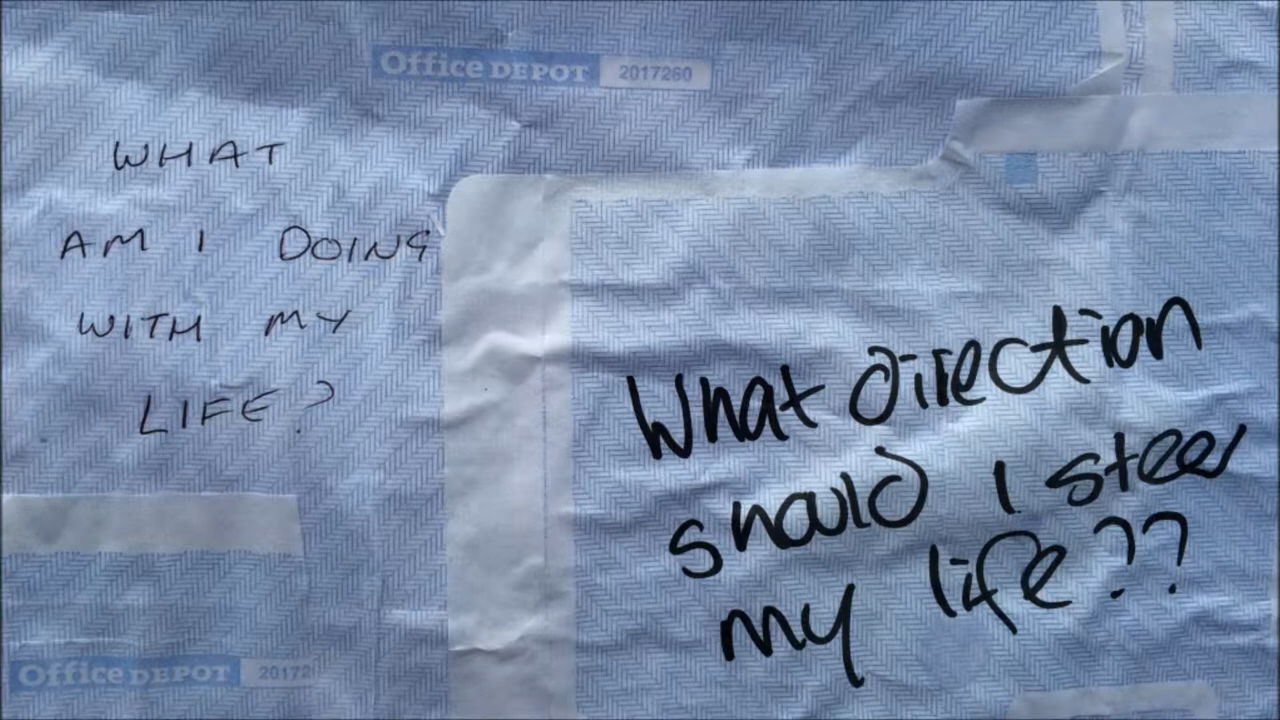 Office DEPOT 2017260
WHAT
AM I DOING
WITH MY
LIFE?
What direction
should I steer
my life??
Office DEPOT 20172